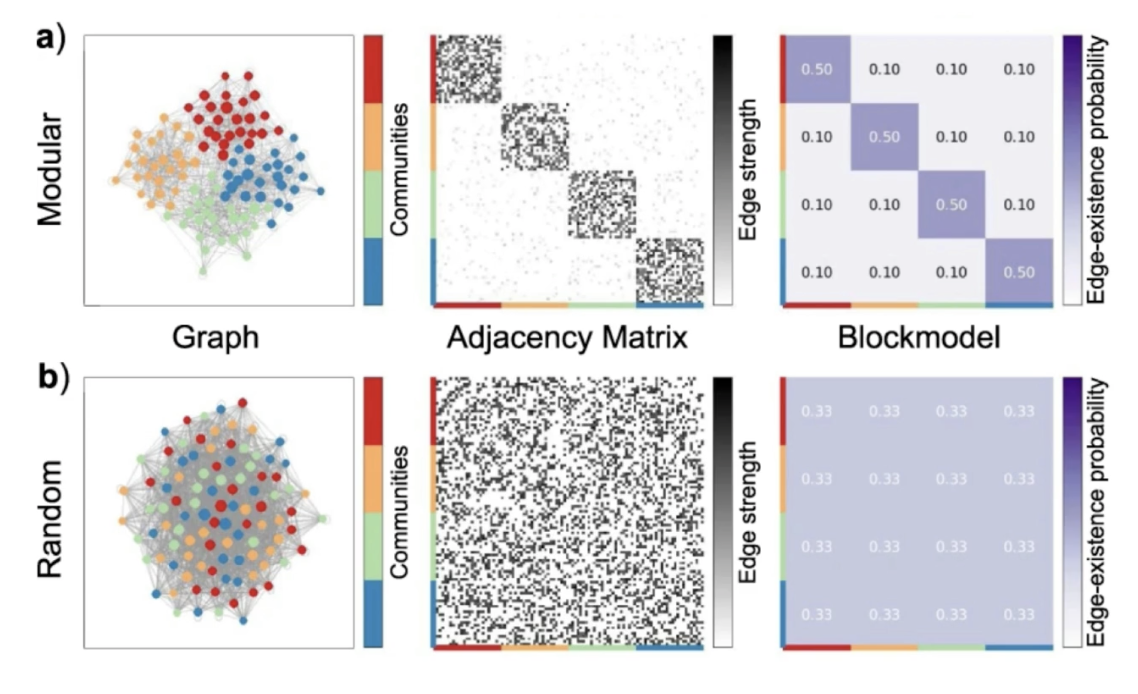 a)
Modular
Communities
Edge strength
0.50 0.10 0.10 0.10
0.10 0.50 0.10 0.10
0.10 0.10 0.50 0.10
0.10 0.10 0.10 0.50
Edge-existence probability
Graph
Adjacency Matrix
Blockmodel
b)
Random
Communities
Edge strength
0.33 0.33 0.33 0.33
0.33 0.33 0.33 0.33
0.33 0.33 0.33 0.33
0.33 0.33 0.33 0.33
Edge-existence probability